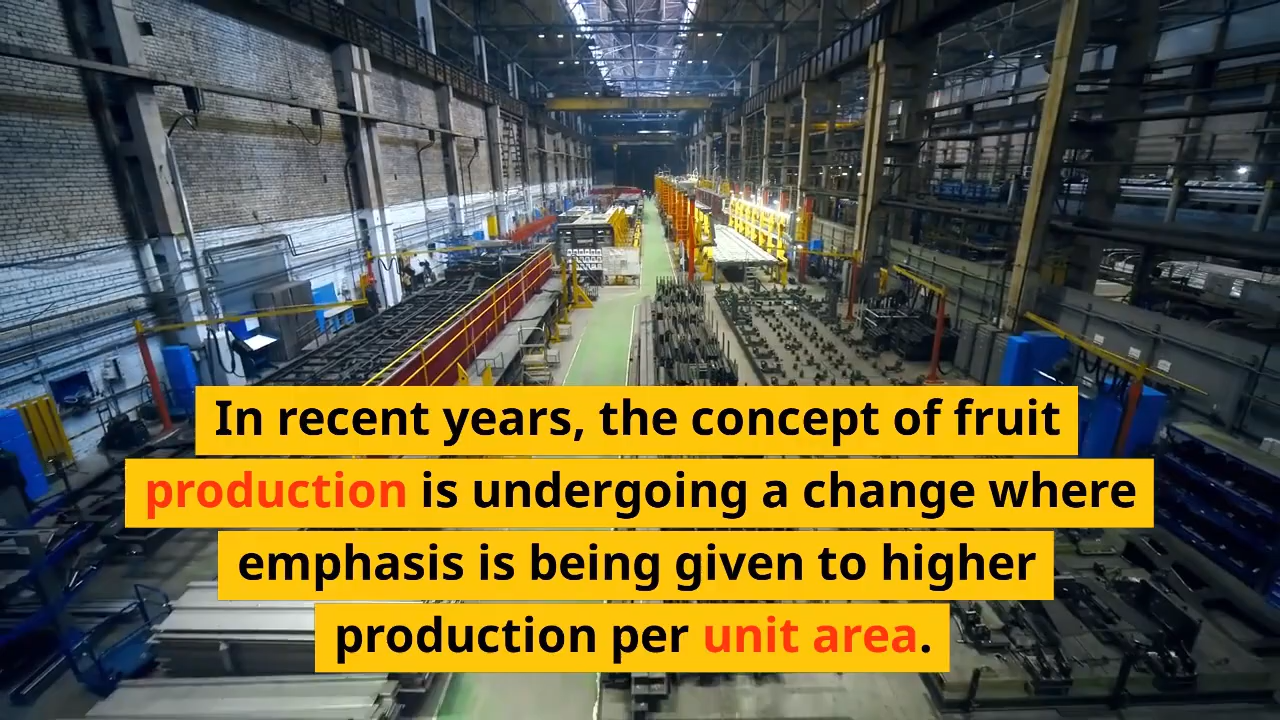 In recent years, the concept of fruit
production is undergoing a change where
emphasis is being given to higher
production per unit area.